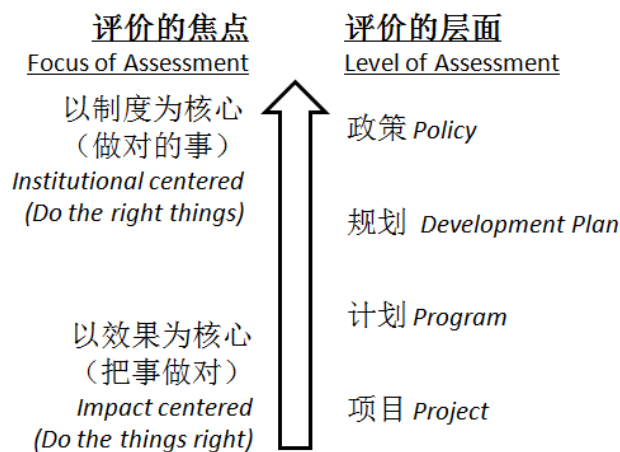 评价的焦点
Focus of Assessment
以制度为核心
（做对的事）
Institutional centered
(Do the right things)
以效果为核心
（把事做对）
Impact centered
(Do the things right)
评价的层面
Level of Assessment
政策 Policy
规划 Development Plan
计划 Program
项目 Project